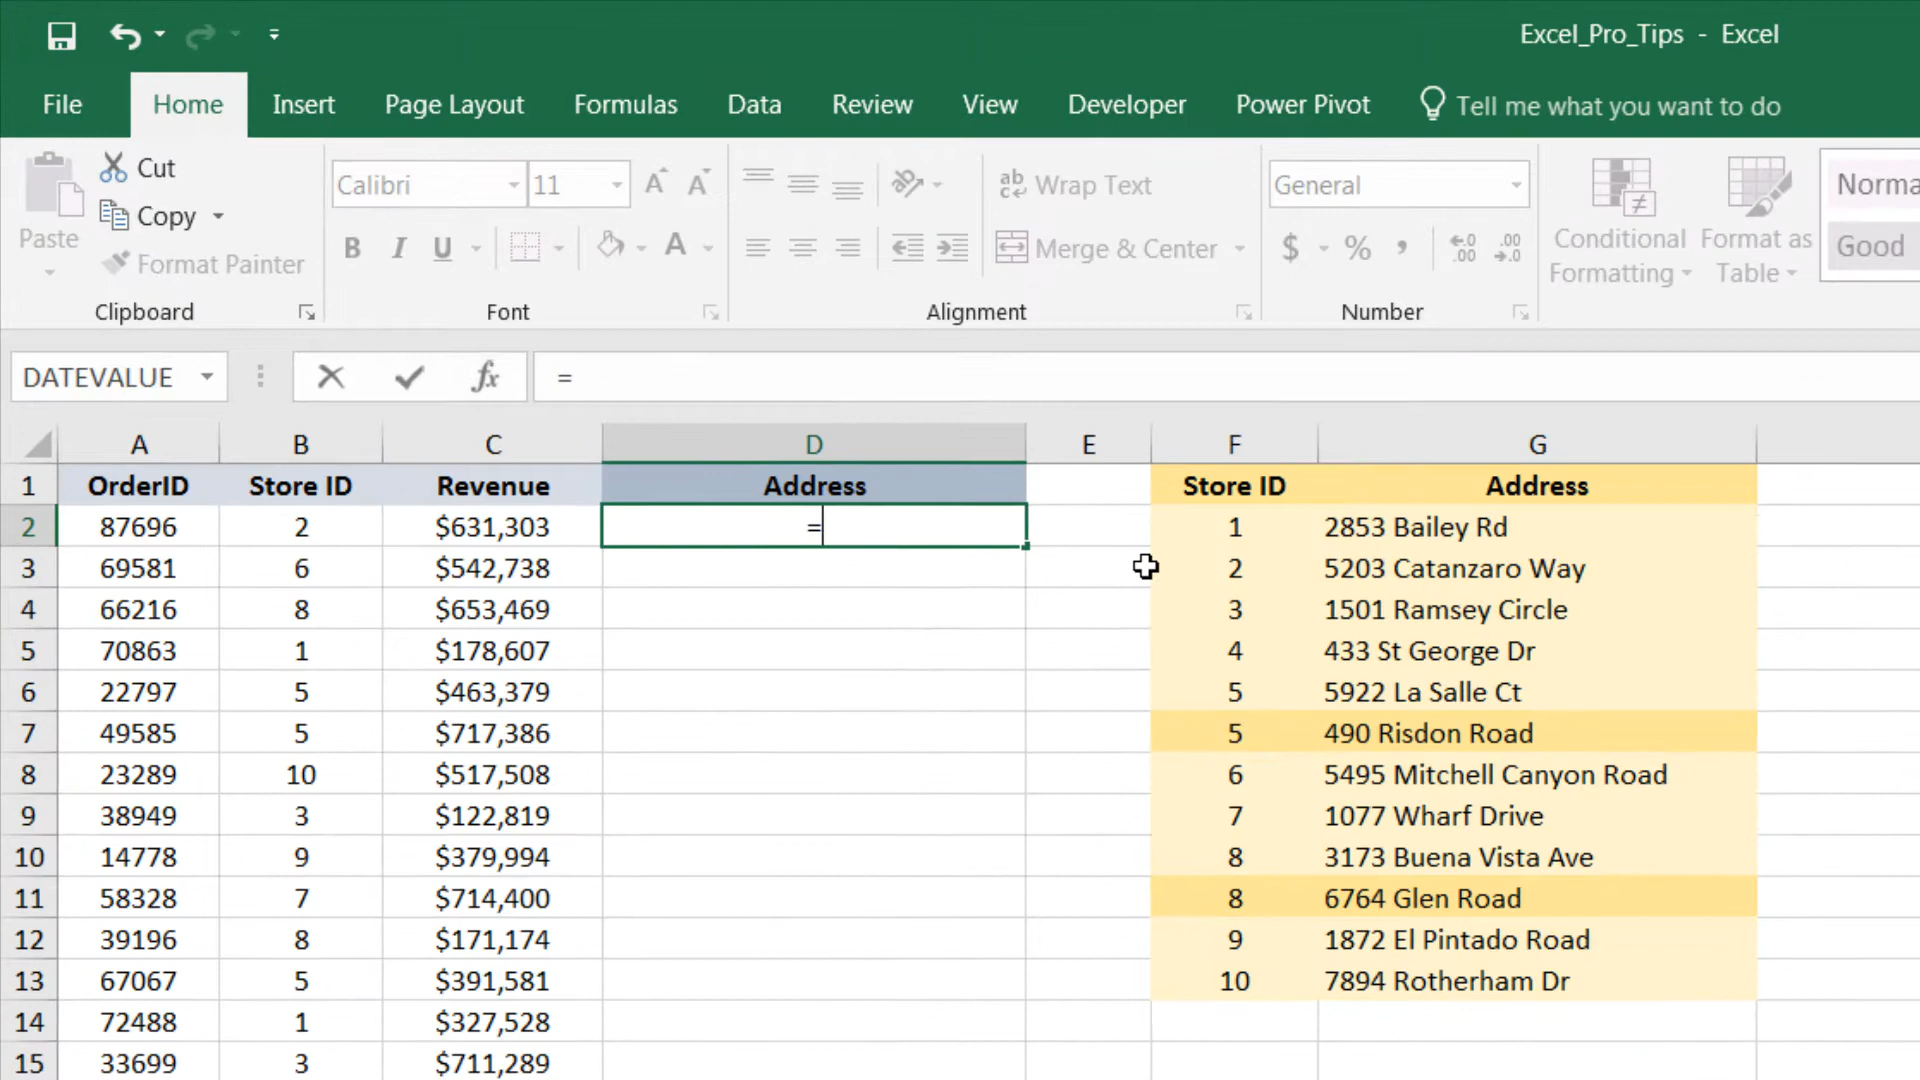 Excel_Pro_Tips - Excel
File Home Insert Page Layout Formulas Data Review View Developer Power Pivot Tell me what you want to do
Paste
Cut
Copy
Format Painter
Clipboard
Calibri 11 A A
B I U A
Font
ab Wrap Text
Merge & Center
Alignment
General
$ % , .0 .00 .00 .0
Number
Conditional Formatting
Format as Table
Good
DATEVALUE fx =
A B C D E F G
1 OrderID Store ID Revenue Address Store ID Address
2 87696 2 $631,303 = 1 2853 Bailey Rd
3 69581 6 $542,738 2 5203 Catanzaro Way
4 66216 8 $653,469 3 1501 Ramsey Circle
5 70863 1 $178,607 4 433 St George Dr
6 22797 5 $463,379 5 5922 La Salle Ct
7 49585 5 $717,386 5 490 Risdon Road
8 23289 10 $517,508 6 5495 Mitchell Canyon Road
9 38949 3 $122,819 7 1077 Wharf Drive
10 14778 9 $379,994 8 3173 Buena Vista Ave
11 58328 7 $714,400 8 6764 Glen Road
12 39196 8 $171,174 9 1872 El Pintado Road
13 67067 5 $391,581 10 7894 Rotherham Dr
14 72488 1 $327,528
15 33699 3 $711,289